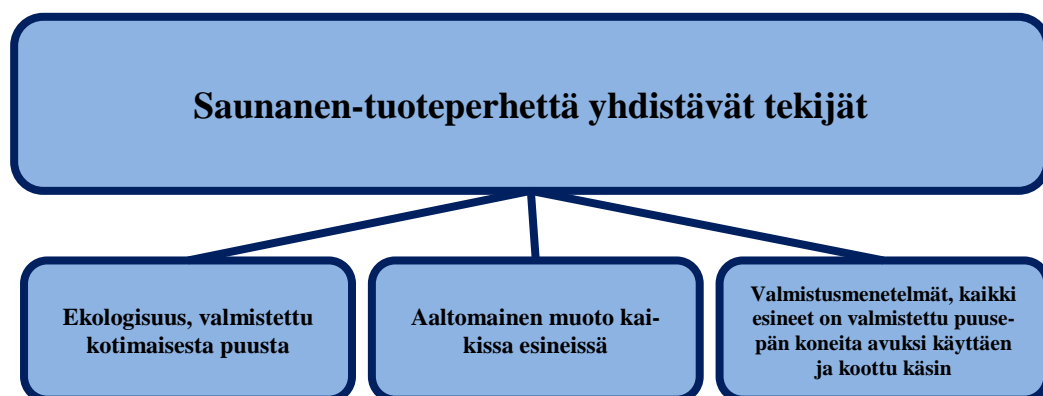 Saunanen-tuoteperhettä yhdistävät tekijät
Ekologisuus, valmistettu
kotimaisesta puusta
Aaltomainen muoto kai-
kissa esineissä
Valmistusmenetelmät, kaikki
esineet on valmistettu puuse-
pän koneita avuksi käyttäen
ja koottu käsin